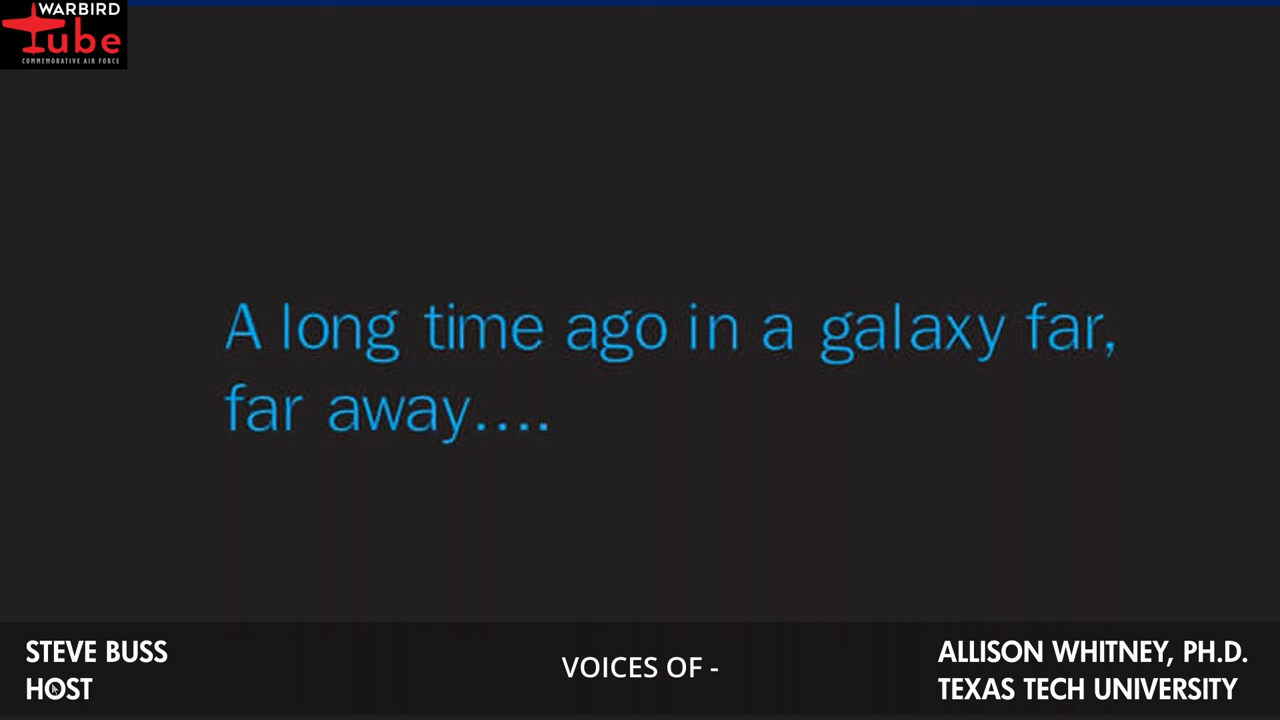 WARBIRD
Tube
COMMEMORATIVE AIR FORCE
A long time ago in a galaxy far,
far away....
STEVE BUSS
HOST
VOICES OF -
ALLISON WHITNEY, PH.D.
TEXAS TECH UNIVERSITY